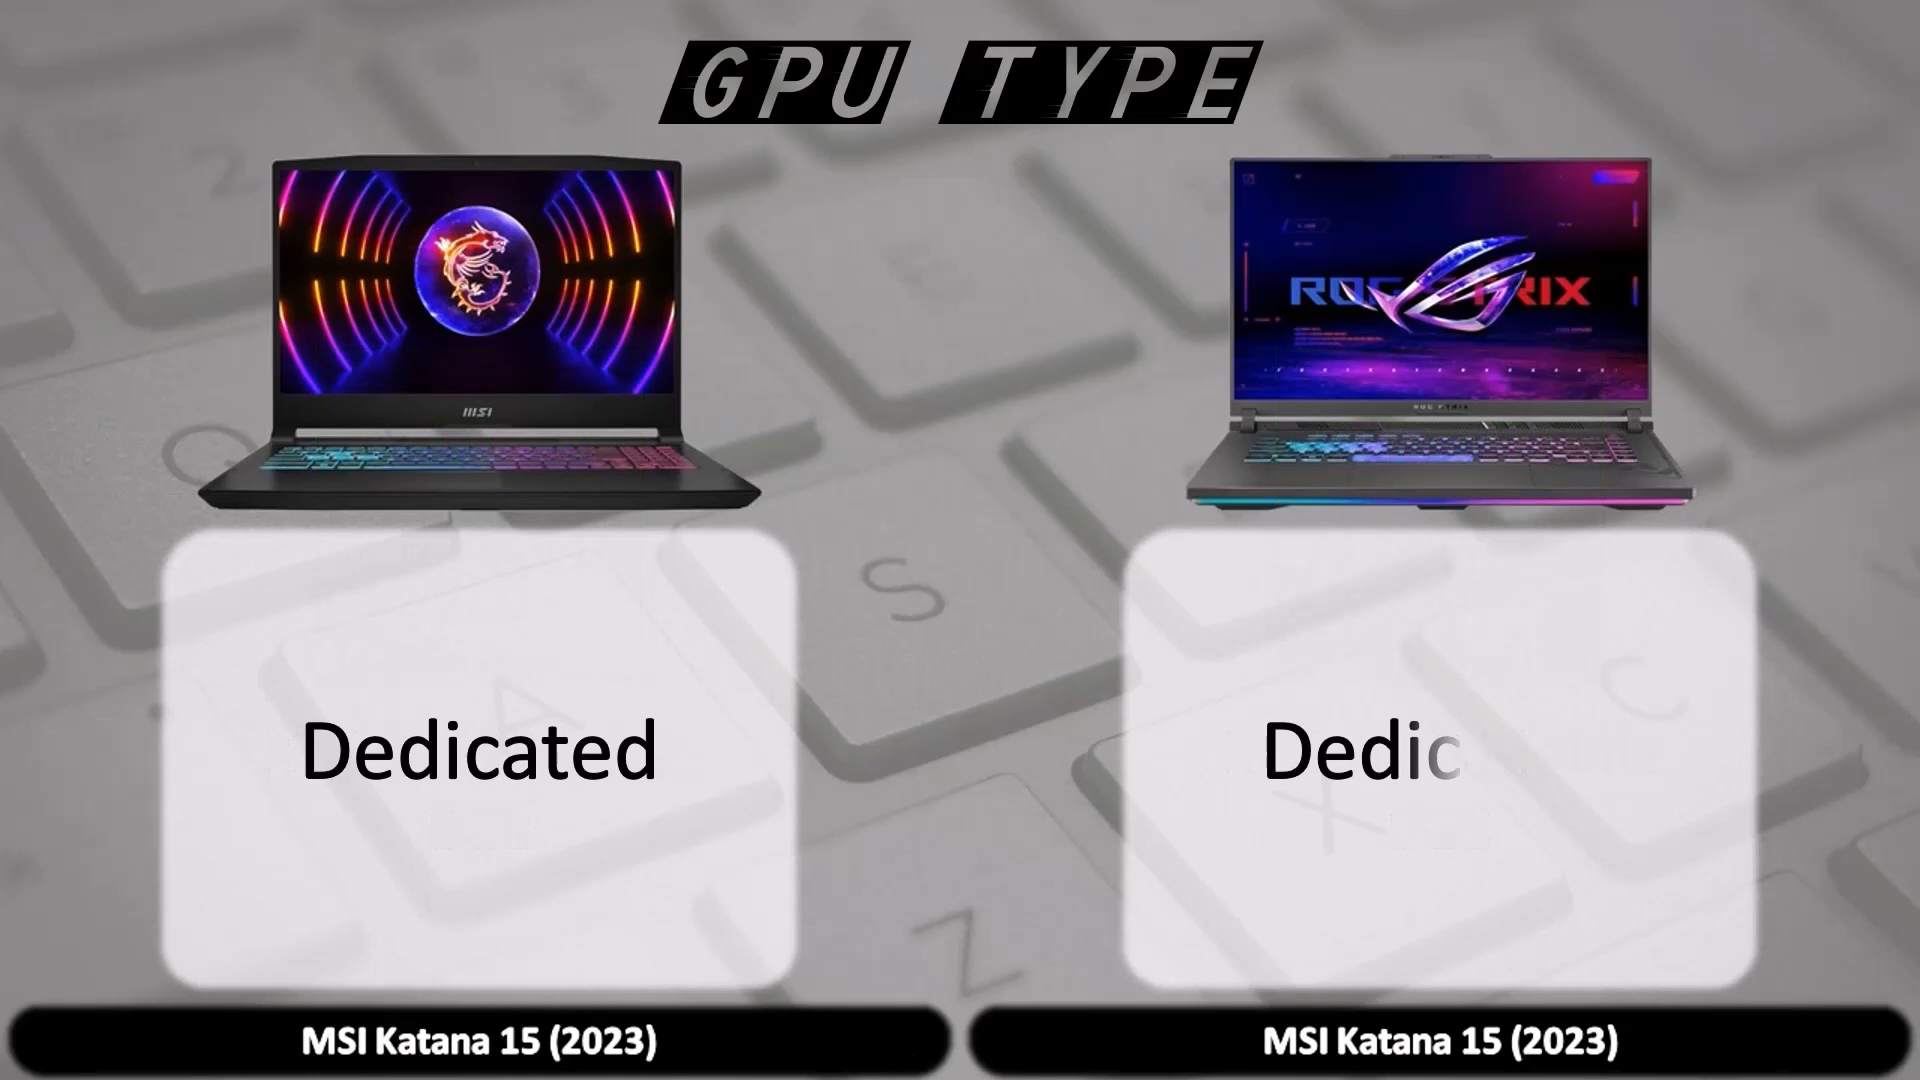 GPU TYPE
msi
ROG STRIX
Dedicated
Dedic
MSI Katana 15 (2023)
MSI Katana 15 (2023)